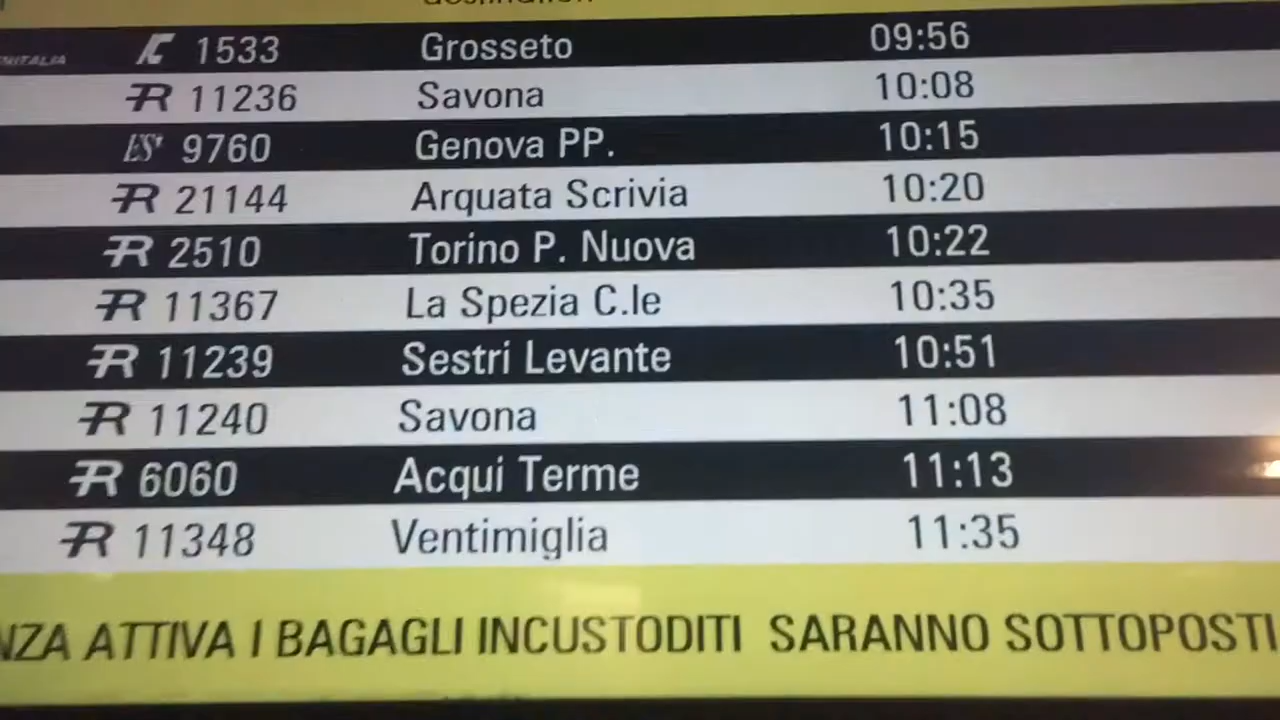 IC 1533 Grosseto 09:56
R 11236 Savona 10:08
ES* 9760 Genova PP. 10:15
R 21144 Arquata Scrivia 10:20
R 2510 Torino P. Nuova 10:22
R 11367 La Spezia C.le 10:35
R 11239 Sestri Levante 10:51
R 11240 Savona 11:08
R 6060 Acqui Terme 11:13
R 11348 Ventimiglia 11:35
NZA ATTIVA I BAGAGLI INCUSTODITI SARANNO SOTTOPOSTI